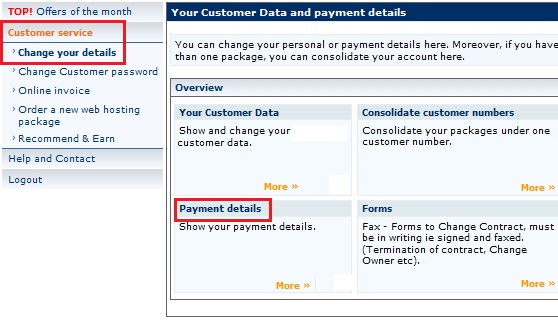 TOP! Offers of the month
Customer service
Change your details
Change Customer password
Online invoice
Order a new web hosting
package
Recommend & Earn
Help and Contact
Logout
Your Customer Data and payment details
You can change your personal or payment details here. Moreover, if you have
than one package, you can consolidate your account here.
Overview
Your Customer Data
Show and change your
customer data.
More »
Consolidate customer numbers
Consolidate your packages under one
customer number.
More »
Payment details
Show your payment details.
More »
Forms
Fax - Forms to Change Contract, must
be in writing ie signed and faxed.
(Termination of contract, Change
Owner etc).
More »